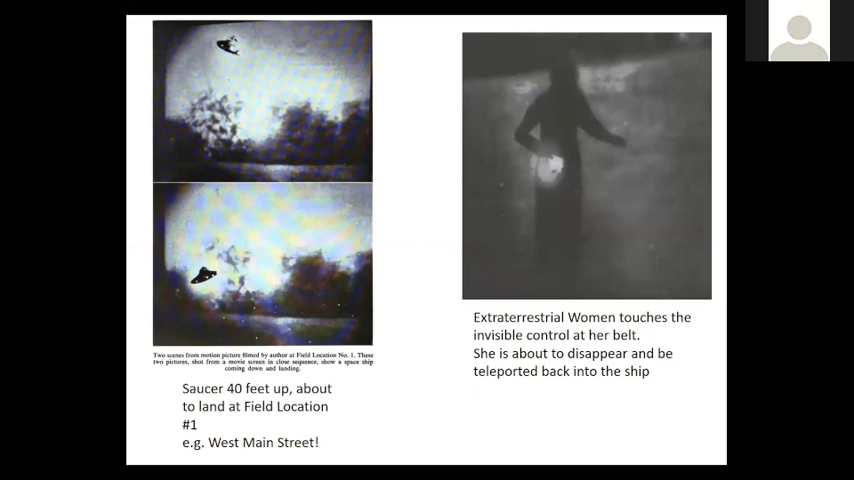 Two scenes from motion picture filmed by author at Field Location No. 1. These
two pictures, shot from a movie screen in close sequence, show a space ship
coming down and landing.
Saucer 40 feet up, about
to land at Field Location
#1
e.g. West Main Street!
Extraterrestrial Women touches the
invisible control at her belt.
She is about to disappear and be
teleported back into the ship